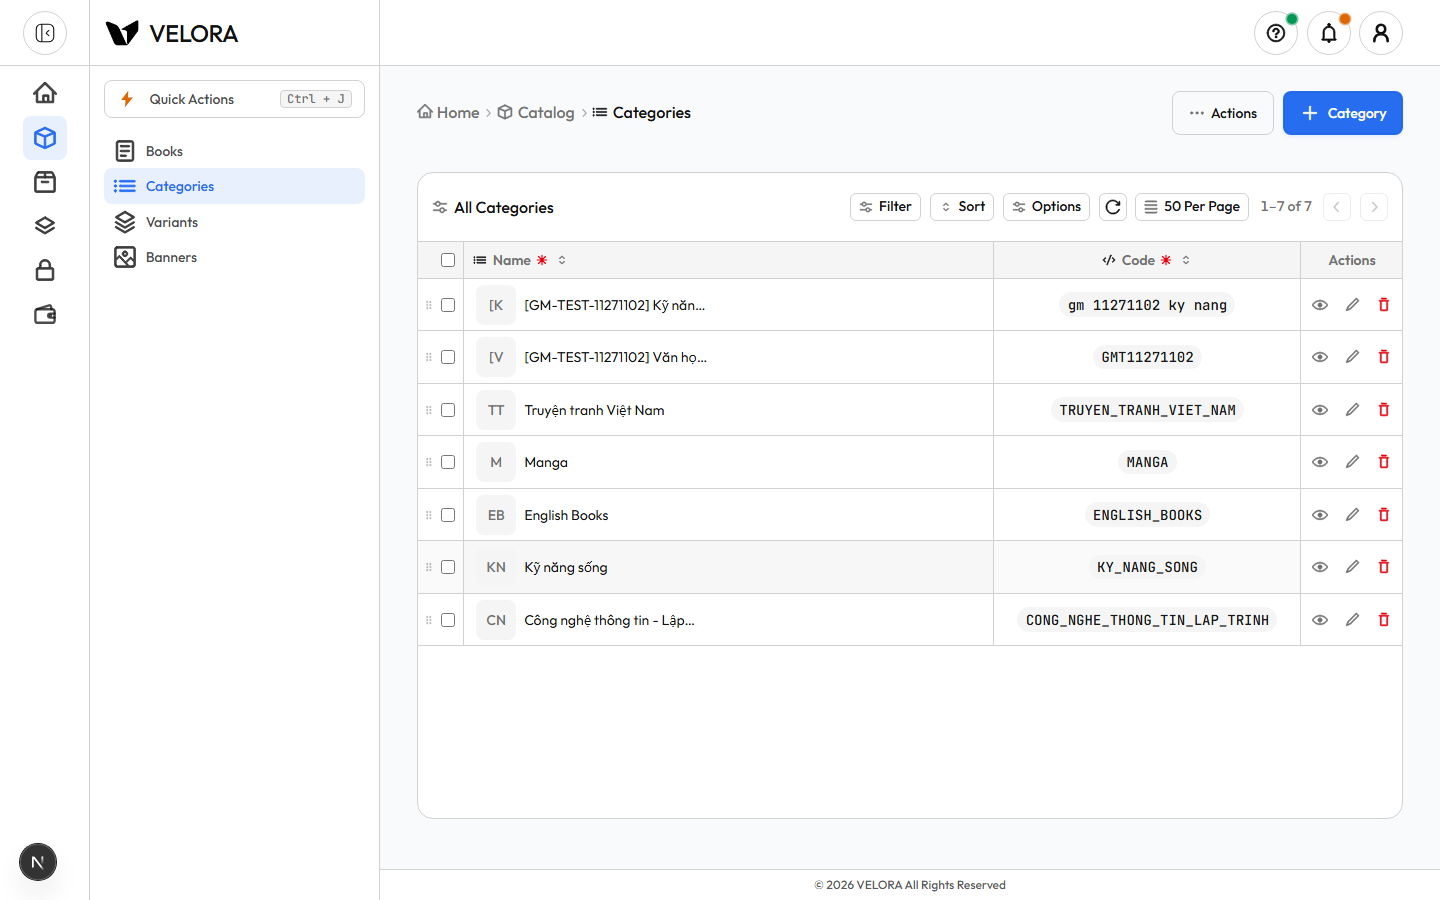 VELORA
Quick Actions Ctrl + J
Books
Categories
Variants
Banners
Home Catalog Categories
Actions
Category
All Categories
Filter Sort Options 50 Per Page 1–7 of 7
Name Code Actions
[K [GM-TEST-11271102] Kỹ năn... gm 11271102 ky nang
[V [GM-TEST-11271102] Văn họ... GMT11271102
TT Truyện tranh Việt Nam TRUYEN_TRANH_VIET_NAM
M Manga MANGA
EB English Books ENGLISH_BOOKS
KN Kỹ năng sống KY_NANG_SONG
CN Công nghệ thông tin - Lập... CONG_NGHE_THONG_TIN_LAP_TRINH
N
© 2026 VELORA All Rights Reserved